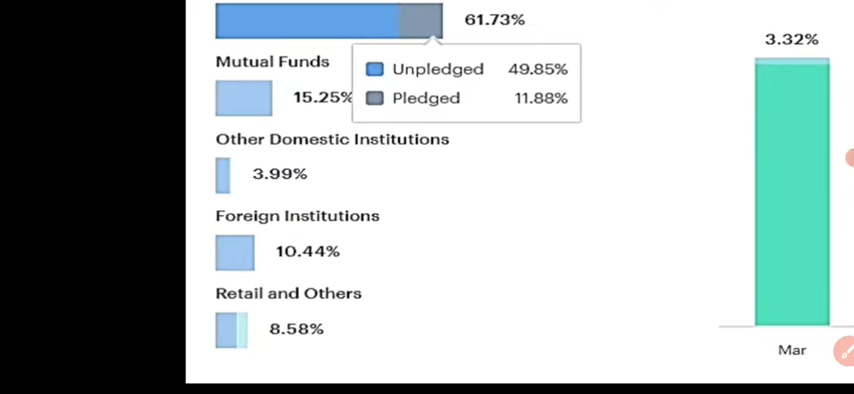 61.73%
Mutual Funds
Unpledged 49.85%
15.25%
Pledged 11.88%
Other Domestic Institutions
3.99%
Foreign Institutions
10.44%
Retail and Others
8.58%
3.32%
Mar